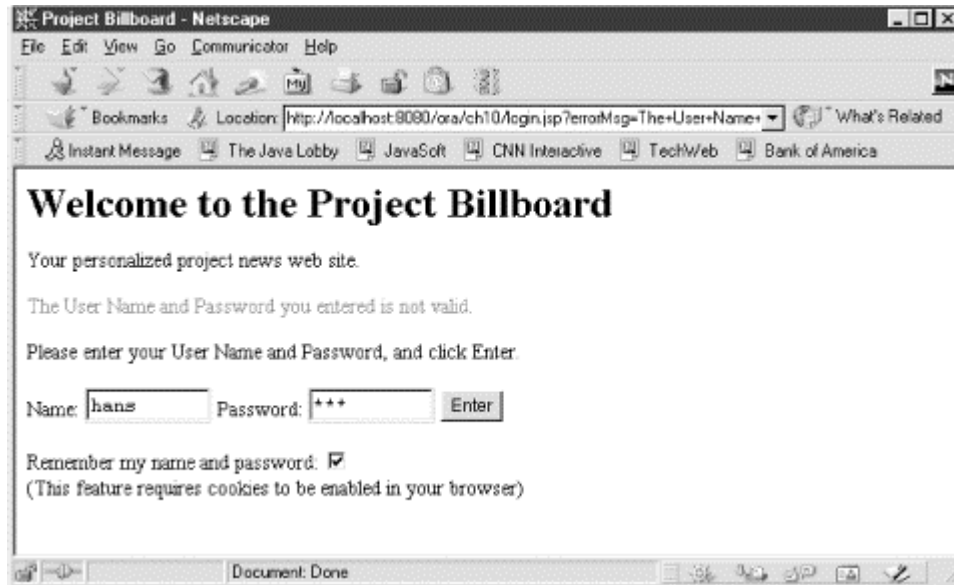 Project Billboard - Netscape
File Edit View Go Communicator Help
My
N
Bookmarks Location: http://localhost:8080/ora/ch10/login.jsp?errorMsg=The+User+Name+ What's Related
Instant Message The Java Lobby JavaSoft CNN Interactive TechWeb Bank of America
Welcome to the Project Billboard
Your personalized project news web site.
The User Name and Password you entered is not valid.
Please enter your User Name and Password, and click Enter.
Name: hans Password: *** Enter
Remember my name and password:
(This feature requires cookies to be enabled in your browser)
Document: Done